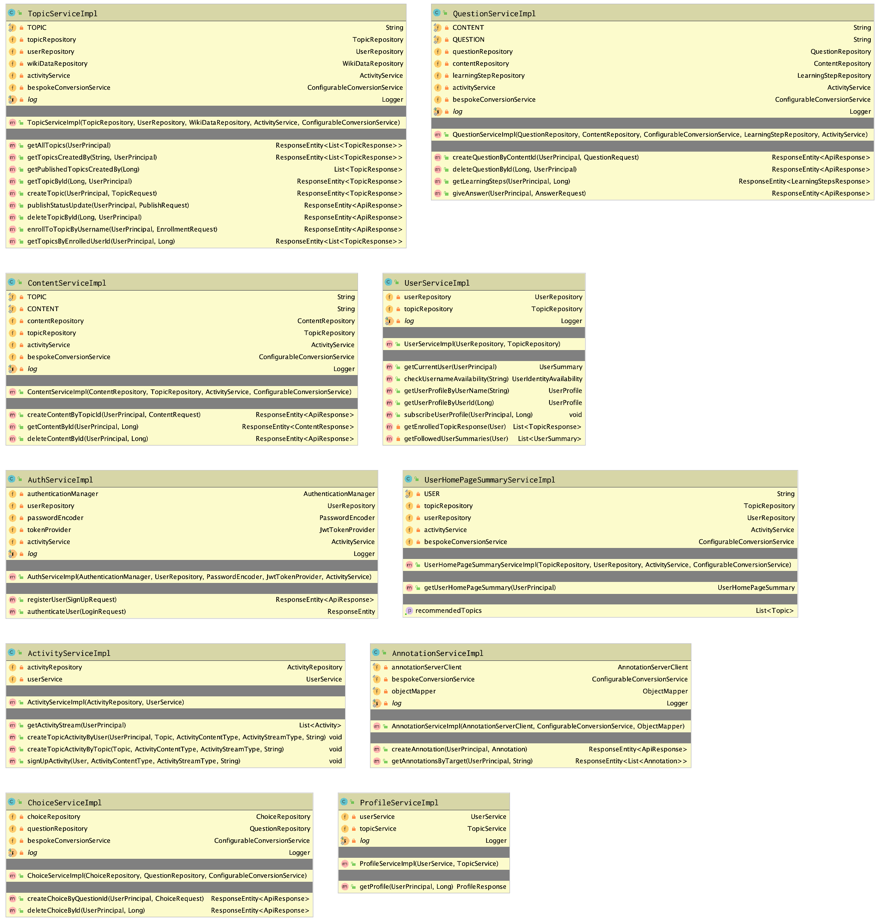 TopicServiceImpl
TOPIC String
topicRepository TopicRepository
userRepository UserRepository
wikiDataRepository WikiDataRepository
activityService ActivityService
bespokeConversionService ConfigurableConversionService
log Logger
TopicServiceImpl(TopicRepository, UserRepository, WikiDataRepository, ActivityService, ConfigurableConversionService)
getAllTopics(UserPrincipal) ResponseEntity<List<TopicResponse>>
getTopicsCreatedBy(String, UserPrincipal) ResponseEntity<List<TopicResponse>>
getPublishedTopicsCreatedBy(Long) List<TopicResponse>
getTopicById(Long, UserPrincipal) ResponseEntity<TopicResponse>
createTopic(UserPrincipal, TopicRequest) ResponseEntity<TopicResponse>
publishStatusUpdate(UserPrincipal, PublishRequest) ResponseEntity<ApiResponse>
deleteTopicById(Long, UserPrincipal) ResponseEntity<ApiResponse>
enrollToTopicByUsername(UserPrincipal, EnrollmentRequest) ResponseEntity<ApiResponse>
getTopicsByEnrolledUserId(UserPrincipal, Long) ResponseEntity<List<TopicResponse>>
QuestionServiceImpl
CONTENT String
QUESTION String
questionRepository QuestionRepository
contentRepository ContentRepository
learningStepRepository LearningStepRepository
activityService ActivityService
bespokeConversionService ConfigurableConversionService
log Logger
QuestionServiceImpl(QuestionRepository, ContentRepository, ConfigurableConversionService, LearningStepRepository, ActivityService)
createQuestionByContentId(UserPrincipal, QuestionRequest) ResponseEntity<ApiResponse>
deleteQuestionById(Long, UserPrincipal) ResponseEntity<ApiResponse>
getLearningSteps(UserPrincipal, Long) ResponseEntity<LearningStepsResponse>
giveAnswer(UserPrincipal, AnswerRequest) ResponseEntity<ApiResponse>
ContentServiceImpl
TOPIC String
CONTENT String
contentRepository ContentRepository
topicRepository TopicRepository
activityService ActivityService
bespokeConversionService ConfigurableConversionService
log Logger
ContentServiceImpl(ContentRepository, TopicRepository, ActivityService, ConfigurableConversionService)
createContentByTopicId(UserPrincipal, ContentRequest) ResponseEntity<ApiResponse>
getContentById(UserPrincipal, Long) ResponseEntity<ContentResponse>
deleteContentById(UserPrincipal, Long) ResponseEntity<ApiResponse>
UserServiceImpl
userRepository UserRepository
topicRepository TopicRepository
log Logger
UserServiceImpl(UserRepository, TopicRepository)
getCurrentUser(UserPrincipal) UserSummary
checkUsernameAvailability(String) UserIdentityAvailability
getUserProfileByUserName(String) UserProfile
getUserProfileByUserId(Long) UserProfile
subscribeUserProfile(UserPrincipal, Long) void
getEnrolledTopicResponse(User) List<TopicResponse>
getFollowedUserSummaries(User) List<UserSummary>
AuthServiceImpl
authenticationManager AuthenticationManager
userRepository UserRepository
passwordEncoder PasswordEncoder
tokenProvider JwtTokenProvider
activityService ActivityService
log Logger
AuthServiceImpl(AuthenticationManager, UserRepository, PasswordEncoder, JwtTokenProvider, ActivityService)
registerUser(SignUpRequest) ResponseEntity<ApiResponse>
authenticateUser(LoginRequest) ResponseEntity
UserHomePageSummaryServiceImpl
USER String
topicRepository TopicRepository
userRepository UserRepository
activityService ActivityService
bespokeConversionService ConfigurableConversionService
UserHomePageSummaryServiceImpl(TopicRepository, UserRepository, ActivityService, ConfigurableConversionService)
getUserHomePageSummary(UserPrincipal) UserHomePageSummary
recommendedTopics List<Topic>
ActivityServiceImpl
activityRepository ActivityRepository
userService UserService
ActivityServiceImpl(ActivityRepository, UserService)
getActivityStream(UserPrincipal) List<Activity>
createTopicActivityByUser(UserPrincipal, Topic, ActivityContentType, ActivityStreamType, String) void
createTopicActivityByTopic(Topic, ActivityContentType, ActivityStreamType, String) void
signUpActivity(User, ActivityContentType, ActivityStreamType, String) void
AnnotationServiceImpl
annotationServerClient AnnotationServerClient
bespokeConversionService ConfigurableConversionService
objectMapper ObjectMapper
log Logger
AnnotationServiceImpl(AnnotationServerClient, ConfigurableConversionService, ObjectMapper)
createAnnotation(UserPrincipal, Annotation) ResponseEntity<ApiResponse>
getAnnotationsByTarget(UserPrincipal, String) ResponseEntity<List<Annotation>>
ChoiceServiceImpl
choiceRepository ChoiceRepository
questionRepository QuestionRepository
bespokeConversionService ConfigurableConversionService
log Logger
ChoiceServiceImpl(ChoiceRepository, QuestionRepository, ConfigurableConversionService)
createChoiceByQuestionId(UserPrincipal, ChoiceRequest) ResponseEntity<ApiResponse>
deleteChoiceById(UserPrincipal, Long) ResponseEntity<ApiResponse>
ProfileServiceImpl
userService UserService
topicService TopicService
log Logger
ProfileServiceImpl(UserService, TopicService)
getProfile(UserPrincipal, Long) ProfileResponse